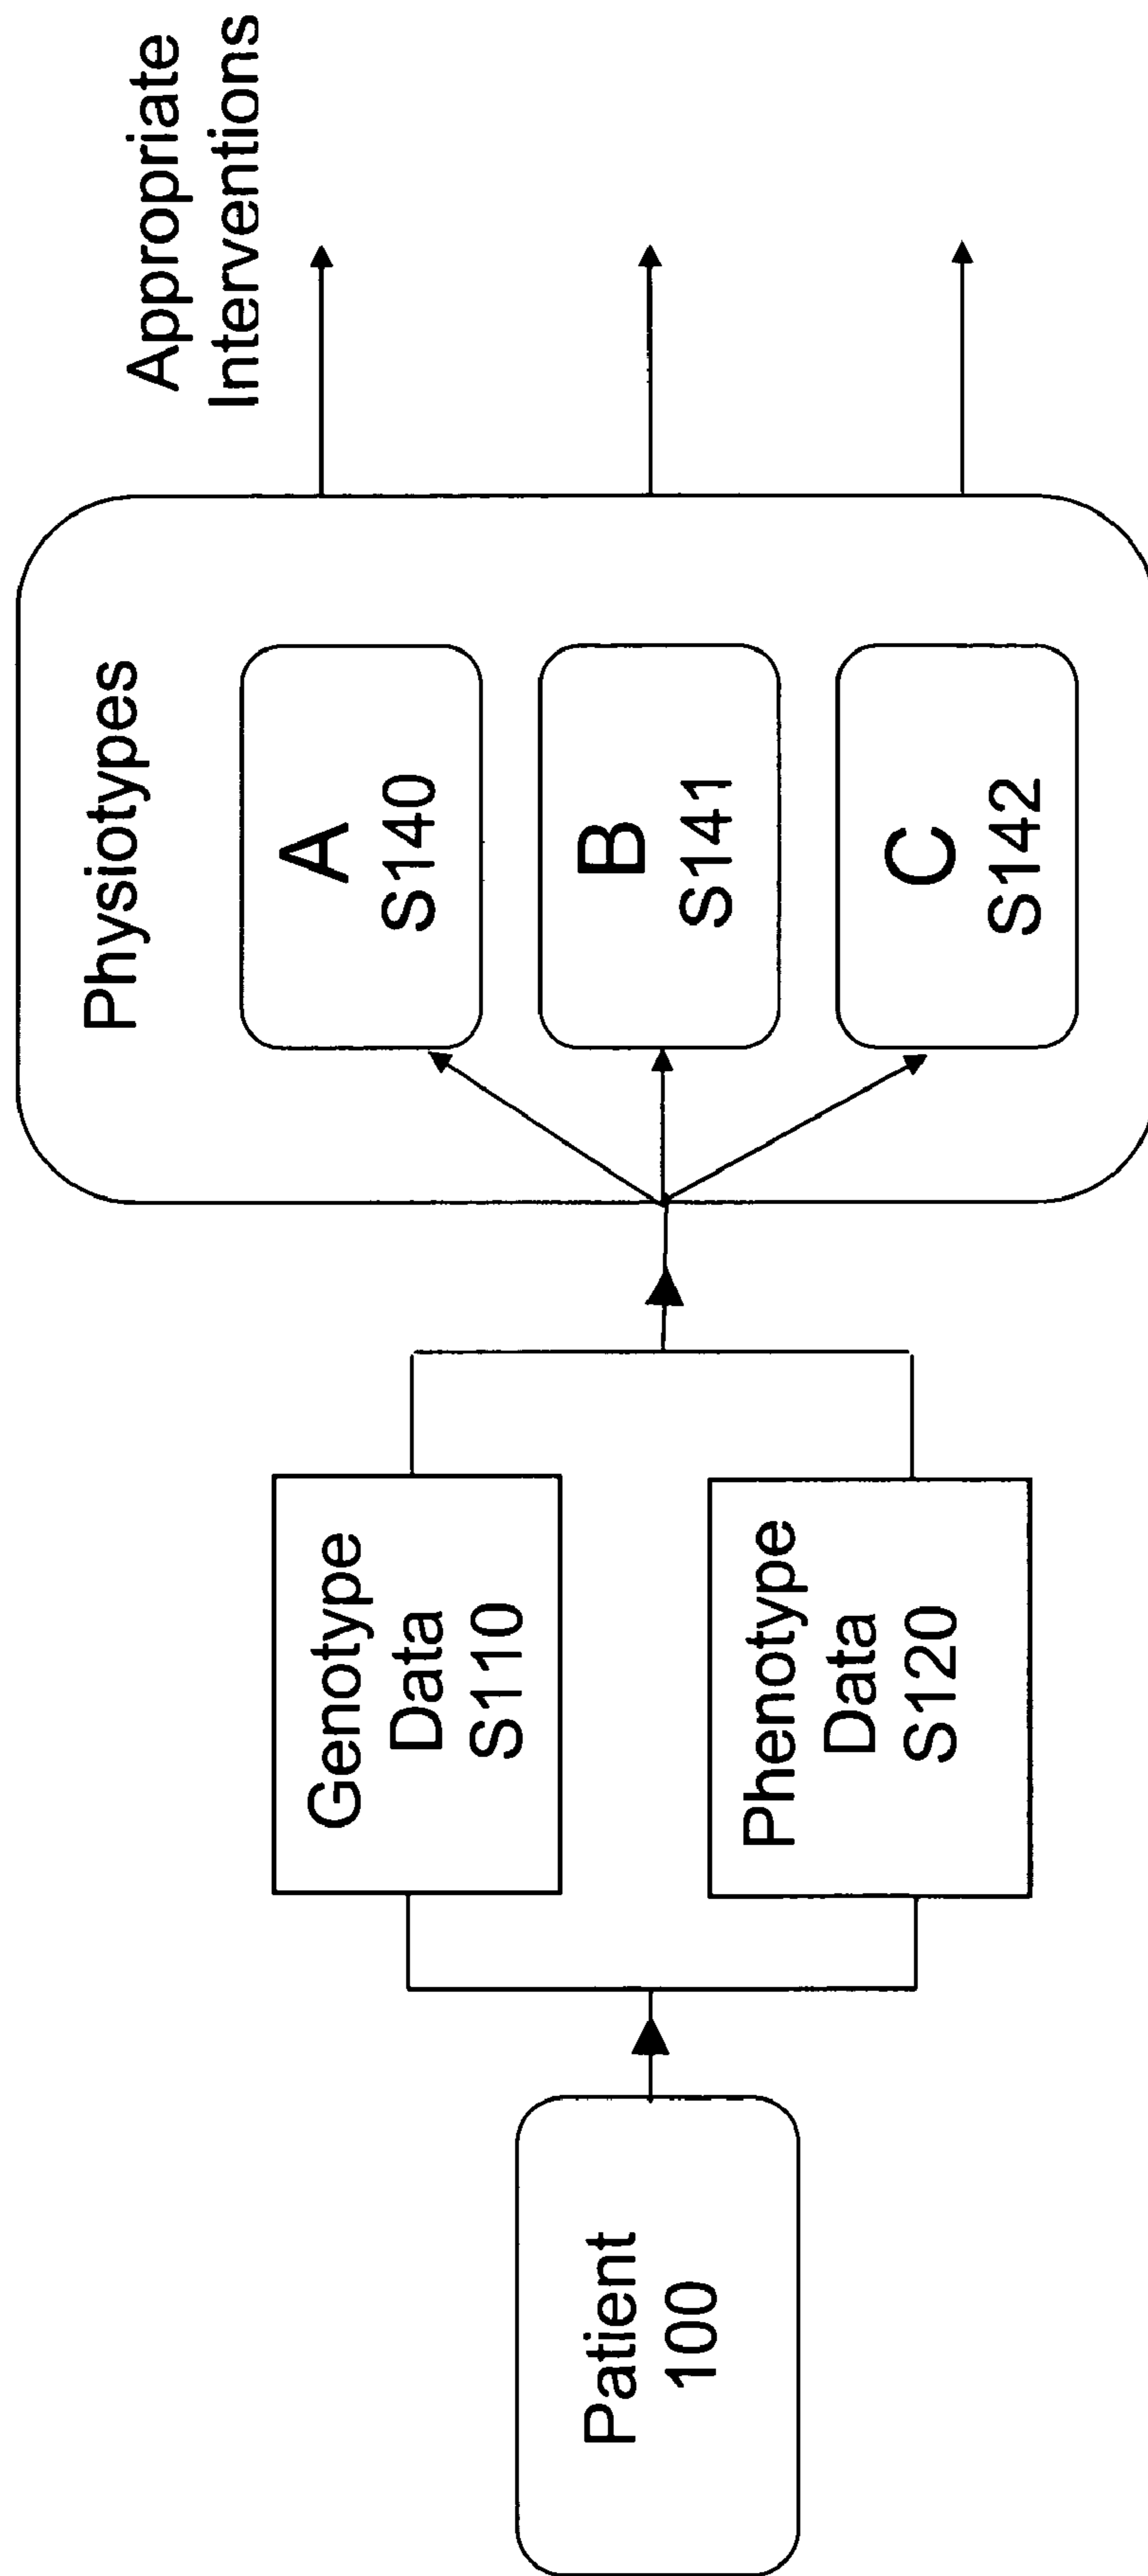 Patient
100
Genotype
Data
S110
Phenotype
Data
S120
Physiotypes
A
S140
B
S141
C
S142
Appropriate
Interventions